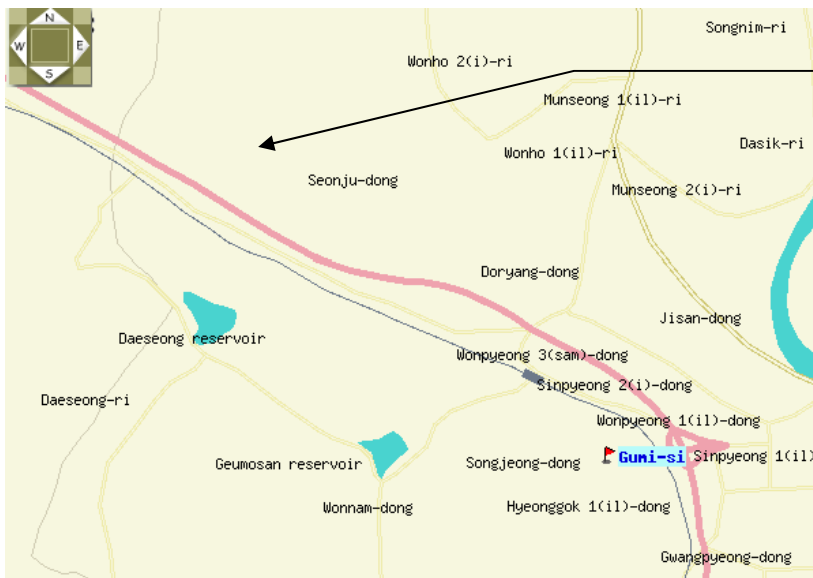 N
W E
S
Songnim-ri
Wonho 2(i)-ri
Munseong 1(il)-ri
Dasik-ri
Wonho 1(il)-ri
Seonju-dong
Munseong 2(i)-ri
Doryang-dong
Jisan-dong
Daeseong reservoir
Wonpyeong 3(sam)-dong
Sinpyeong 2(i)-dong
Daeseong-ri
Wonpyeong 1(il)-dong
Geumosan reservoir
Songjeong-dong
Gumi-si
Sinpyeong 1(il)
Wonnam-dong
Hyeonggok 1(il)-dong
Gwangpyeong-dong